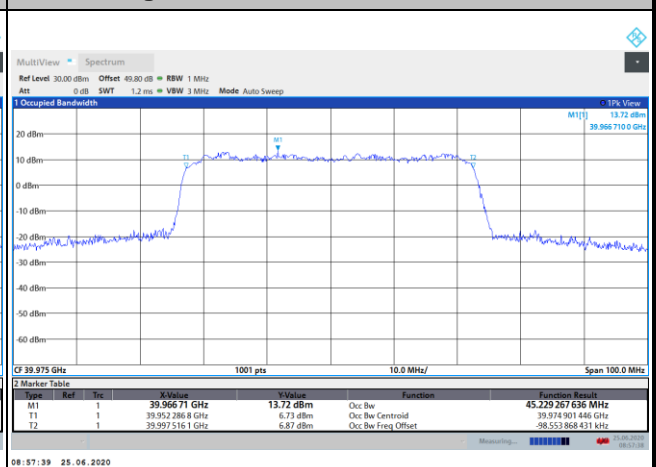 MultiView Spectrum
Ref Level 30.00 dBm Offset 49.80 dB RBW 1 MHz
Att 0 dB SWT 1.2 ms VBW 3 MHz Mode Auto Sweep
1 Occupied Bandwidth 1Pk View
M1[1] 13.72 dBm
39.966 710 0 GHz
M1
T1
T2
20 dBm
10 dBm
0 dBm
-10 dBm
-20 dBm
-30 dBm
-40 dBm
-50 dBm
-60 dBm
CF 39.975 GHz 1001 pts 10.0 MHz/ Span 100.0 MHz
2 Marker Table
Type Ref Trc X-Value Y-Value Function Function Result
M1 1 39.966 71 GHz 13.72 dBm Occ Bw 45.229 267 636 MHz
T1 1 39.952 286 8 GHz 6.73 dBm Occ Bw Centroid 39.974 901 446 GHz
T2 1 39.997 516 1 GHz 6.87 dBm Occ Bw Freq Offset -98.553 868 431 kHz
Measuring... 25.06.2020
08:57:38
08:57:39 25.06.2020